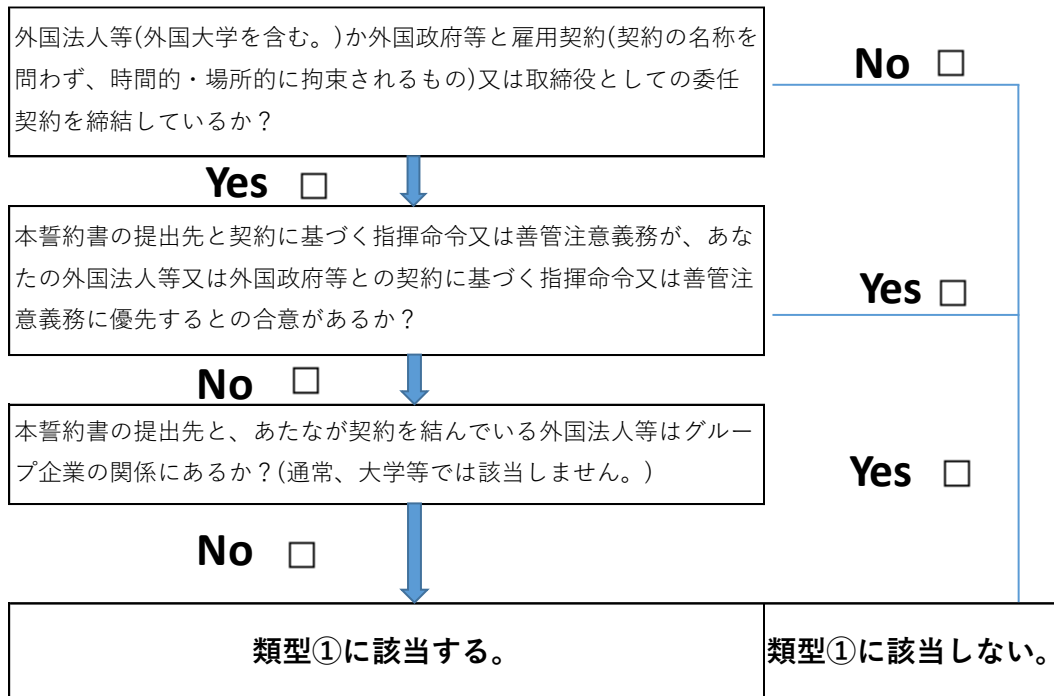 外国法人等(外国大学を含む。)か外国政府等と雇用契約(契約の名称を
問わず、時間的・場所的に拘束されるもの)又は取締役としての委任
契約を締結しているか？
No □
Yes □
本誓約書の提出先と契約に基づく指揮命令又は善管注意義務が、あな
たの外国法人等又は外国政府等との契約に基づく指揮命令又は善管注
意義務に優先するとの合意があるか？
Yes □
No □
本誓約書の提出先と、あたなが契約を結んでいる外国法人等はグルー
プ企業の関係にあるか？(通常、大学等では該当しません。)
Yes □
No □
類型①に該当する。
類型①に該当しない。